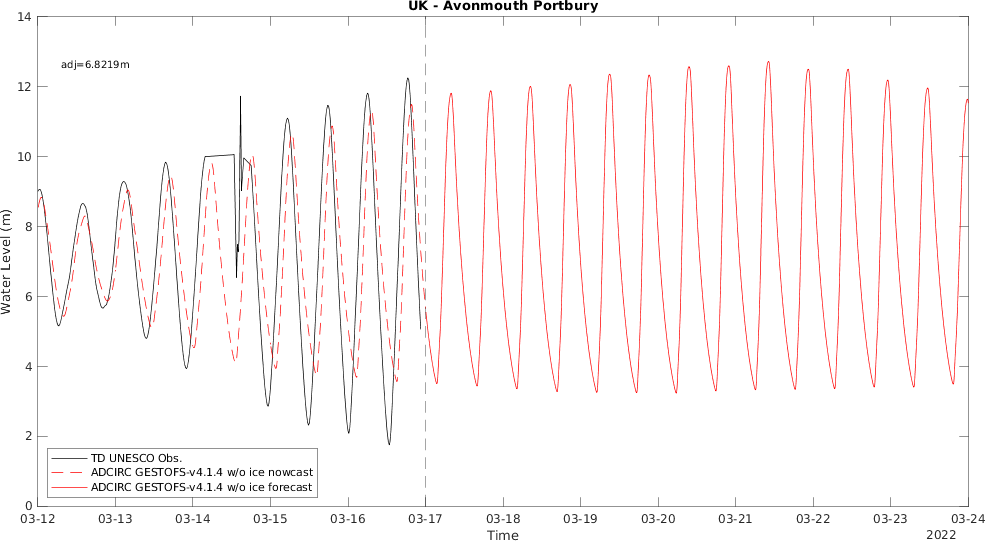 UK - Avonmouth Portbury
14
adj=6.8219m
12
10
8
6
4
2
0
Water Level (m)
TD UNESCO Obs.
ADCIRC GESTOFS-v4.1.4 w/o ice nowcast
ADCIRC GESTOFS-v4.1.4 w/o ice forecast
03-12 03-13 03-14 03-15 03-16 03-17 03-18 03-19 03-20 03-21 03-22 03-23 03-24
Time
2022